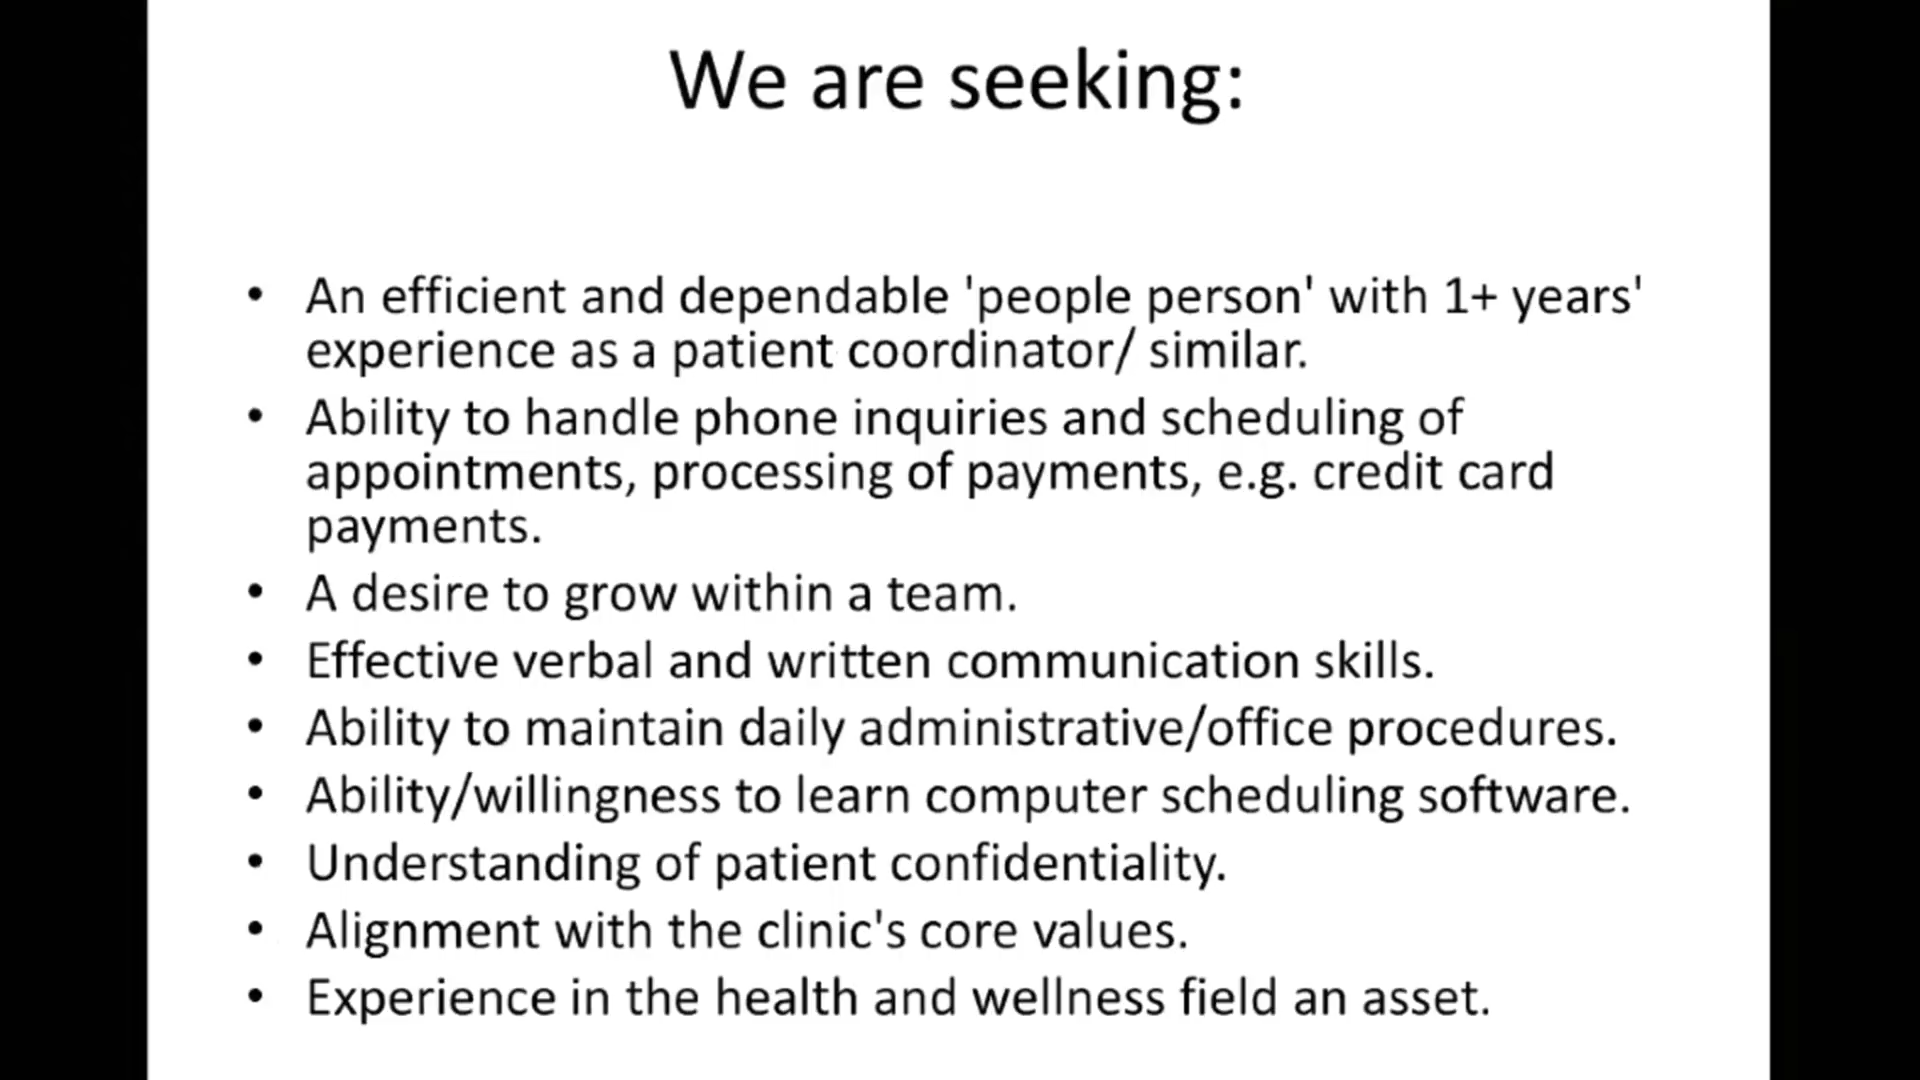 We are seeking:
• An efficient and dependable 'people person' with 1+ years'
experience as a patient coordinator/ similar.
• Ability to handle phone inquiries and scheduling of
appointments, processing of payments, e.g. credit card
payments.
• A desire to grow within a team.
• Effective verbal and written communication skills.
• Ability to maintain daily administrative/office procedures.
• Ability/willingness to learn computer scheduling software.
• Understanding of patient confidentiality.
• Alignment with the clinic's core values.
• Experience in the health and wellness field an asset.